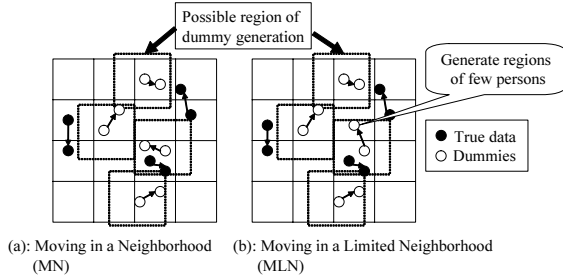 Possible region of
dummy generation
Generate regions
of few persons
True data
Dummies
(a): Moving in a Neighborhood
(MN)
(b): Moving in a Limited Neighborhood
(MLN)